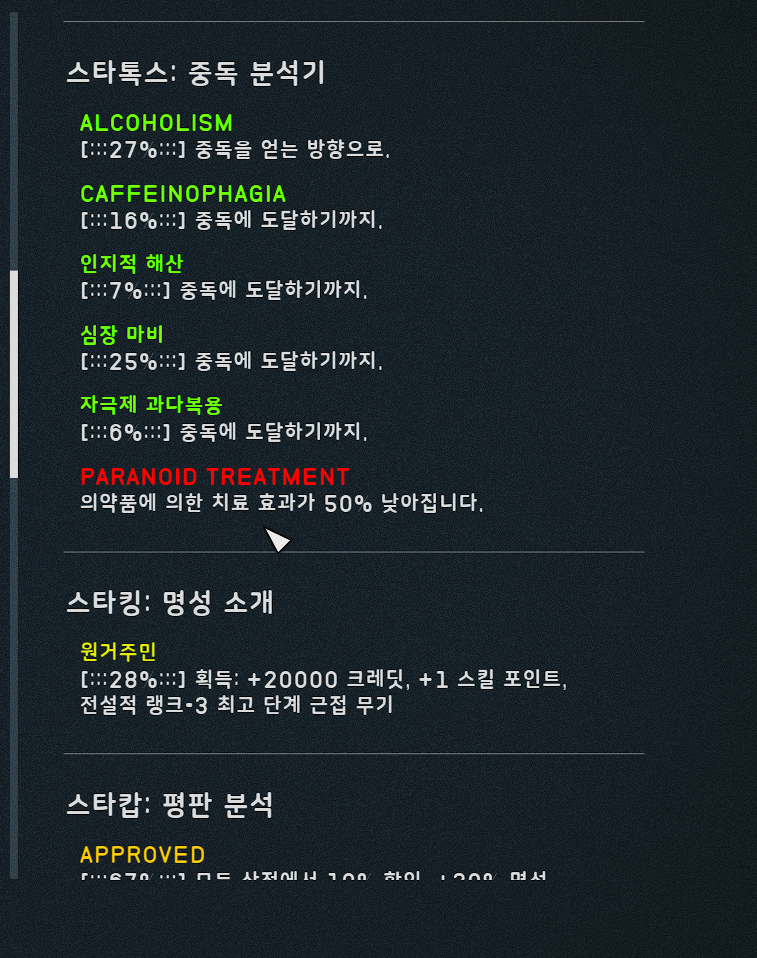 스타톡스: 중독 분석기
ALCOHOLISM
[:::27%:::] 중독을 얻는 방향으로.
CAFFEINOPHAGIA
[:::16%:::] 중독에 도달하기까지.
인지적 해산
[:::7%:::] 중독에 도달하기까지.
심장 마비
[:::25%:::] 중독에 도달하기까지.
자극제 과다복용
[:::6%:::] 중독에 도달하기까지.
PARANOID TREATMENT
의약품에 의한 치료 효과가 50% 낮아집니다.
스타킹: 명성 소개
원거주민
[:::28%:::] 획득: +20000 크레딧, +1 스킬 포인트,
전설적 랭크-3 최고 단계 근접 무기
스타캅: 평판 분석
APPROVED
[:::67%:::] 모든 상점에서 10% 할인, +20% 명성